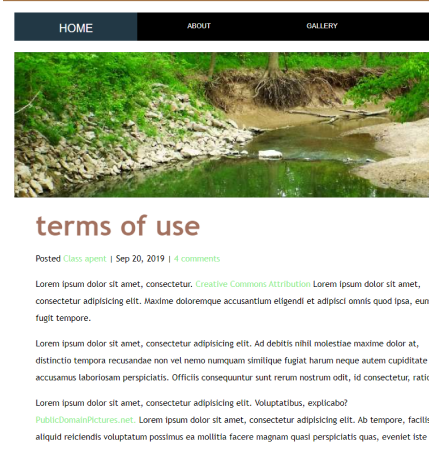 HOME ABOUT GALLERY
terms of use
Posted Class apent | Sep 20, 2019 | 4 comments
Lorem ipsum dolor sit amet, consectetur. Creative Commons Attribution Lorem ipsum dolor sit amet,
consectetur adipisicing elit. Maxime doloremque accusantium eligendi et adipisci omnis quod ipsa, eum
fugit tempore.
Lorem ipsum dolor sit amet, consectetur adipisicing elit. Ad debitis nihil molestiae maxime dolor at,
distinctio tempora recusandae non vel nemo numquam similique fugiat harum neque autem cupiditate
accusamus laboriosam perspiciatis. Officiis consequuntur sunt rerum nostrum odit, id consectetur,
Lorem ipsum dolor sit amet, consectetur adipisicing elit. Voluptatibus, explicabo?
PublicDomainPictures.net. Lorem ipsum dolor sit amet, consectetur adipisicing elit. Ab tempore,
aliquid reiciendis voluptatum possimus ea mollitia facere magnam quasi perspiciatis quas, eveniet iste